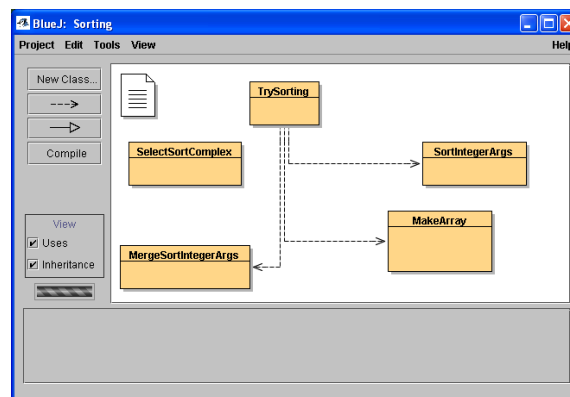 BlueJ: Sorting
Project Edit Tools View Help
New Class...
Compile
View
Uses
Inheritance
TrySorting
SelectSortComplex
SortIntegerArgs
MakeArray
MergeSortIntegerArgs